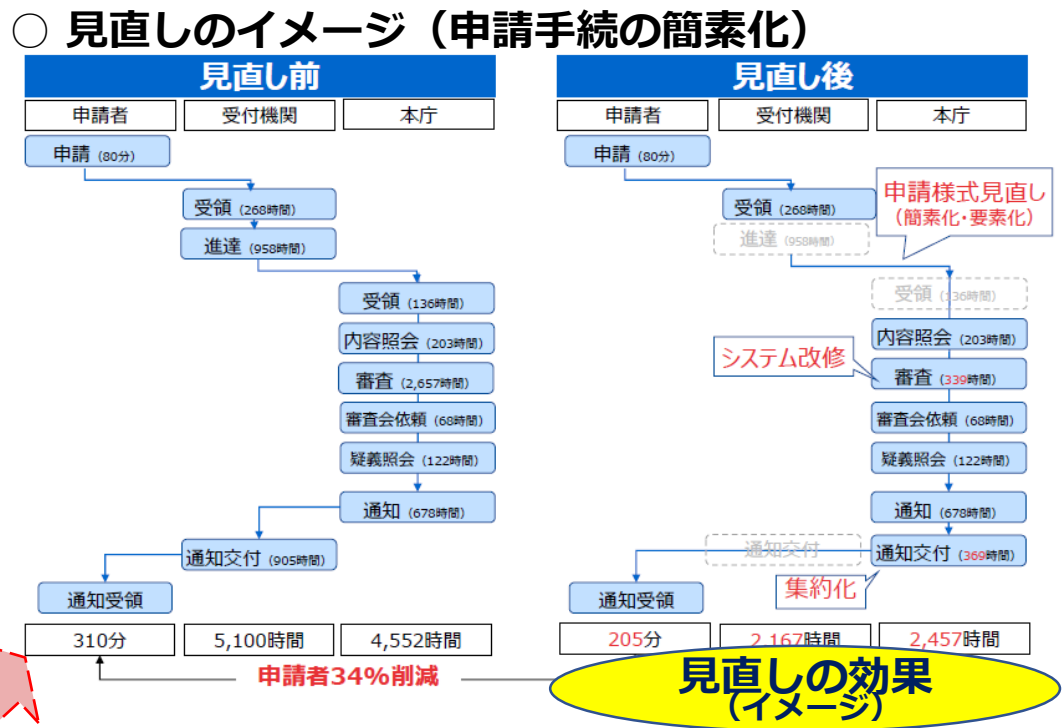 ○ 見直しのイメージ（申請手続の簡素化）
見直し前
申請者
受付機関
本庁
申請（80分）
受領（268時間）
進達（958時間）
受領（136時間）
内容照会（203時間）
審査（2,657時間）
審査会依頼（68時間）
疑義照会（122時間）
通知（678時間）
通知交付（905時間）
通知受領
310分
5,100時間
4,552時間
見直し後
申請者
受付機関
本庁
申請（80分）
受領（268時間）
進達（958時間）
申請様式見直し
（簡素化・要素化）
受領（136時間）
内容照会（203時間）
システム改修
審査（339時間）
審査会依頼（68時間）
疑義照会（122時間）
通知（678時間）
通知交付
通知交付（369時間）
集約化
通知受領
205分
2,167時間
2,457時間
申請者34%削減
見直しの効果
（イメージ）